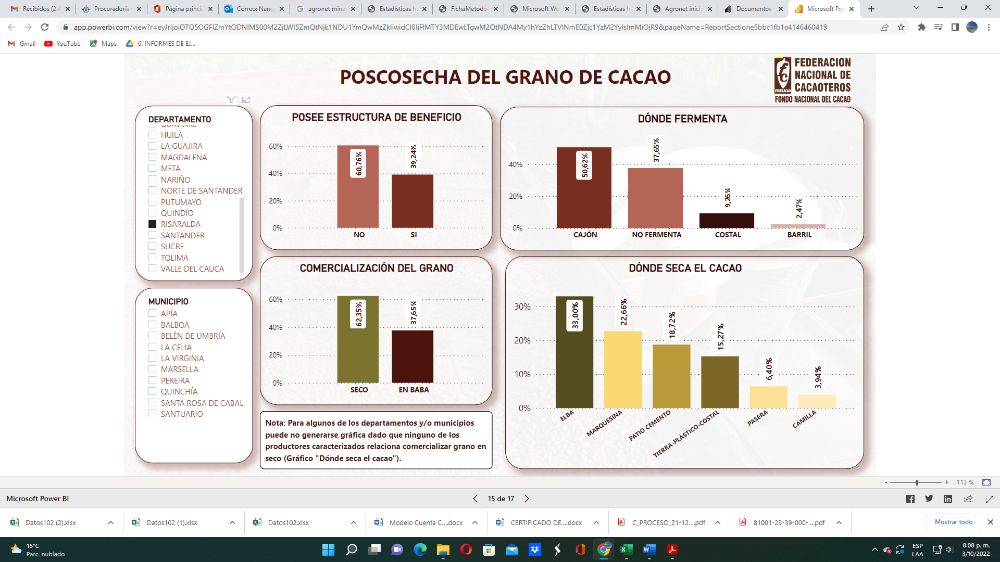 Recibidos (2.4
Procuraduría
Página princip
Correo: Nancy
agronet mina
Estadísticas h
FichaMetodol
Microsoft Wo
Estadísticas h
Agronet inicio
Documentos
Microsoft Pow
app.powerbi.com/view?r=eyJrIjoiOTQ5OGFlZmYtODNlMS00M2ZjLWI5ZmQtNjk1NDU1YmQwMzZkIiwidCI6IjFlMTY3MDEwLTgwM2QtNDA4My1hYzZhLTVlNmE0Zjc1YzM2YyIsImMiOjR9&pageName=ReportSectione5bbc1fb1e4146460419
Gmail
YouTube
Maps
6. INFORMES DE EJ...
POSCOSECHA DEL GRANO DE CACAO
FEDERACION
NACIONAL DE
CACAOTEROS
FEDECACAO
FONDO NACIONAL DEL CACAO
DEPARTAMENTO
GUAVIARE
HUILA
LA GUAJIRA
MAGDALENA
META
NARIÑO
NORTE DE SANTANDER
PUTUMAYO
QUINDÍO
RISARALDA
SANTANDER
SUCRE
TOLIMA
VALLE DEL CAUCA
MUNICIPIO
APÍA
BALBOA
BELÉN DE UMBRÍA
LA CELIA
LA VIRGINIA
MARSELLA
PEREIRA
QUINCHÍA
SANTA ROSA DE CABAL
SANTUARIO
POSEE ESTRUCTURA DE BENEFICIO
60%
40%
20%
0%
60,76%
39,24%
NO
SI
DÓNDE FERMENTA
40%
20%
0%
50,62%
37,65%
9,26%
2,47%
CAJÓN
NO FERMENTA
COSTAL
BARRIL
COMERCIALIZACIÓN DEL GRANO
60%
40%
20%
0%
62,35%
37,65%
SECO
EN BABA
DÓNDE SECA EL CACAO
30%
20%
10%
0%
33,00%
22,66%
18,72%
15,27%
6,40%
3,94%
ELBA
MARQUESINA
PATIO CEMENTO
TIERRA-PLÁSTICO-COSTAL
PASERA
CAMILLA
Nota: Para algunos de los departamentos y/o municipios
puede no generarse gráfica dado que ninguno de los
productores caracterizados relaciona comercializar grano en
seco (Gráfico "Dónde seca el cacao").
- + 113 %
Microsoft Power BI
15 de 17
Datos102 (2).xlsx
Datos102 (1).xlsx
Datos102.xlsx
Modelo Cuenta C....docx
CERTIFICADO DE....docx
C_PROCESO_21-12....pdf
81001-23-39-000-....pdf
Mostrar todo
15°C
Parc. nublado
ESP
LAA
8:08 p. m.
3/10/2022